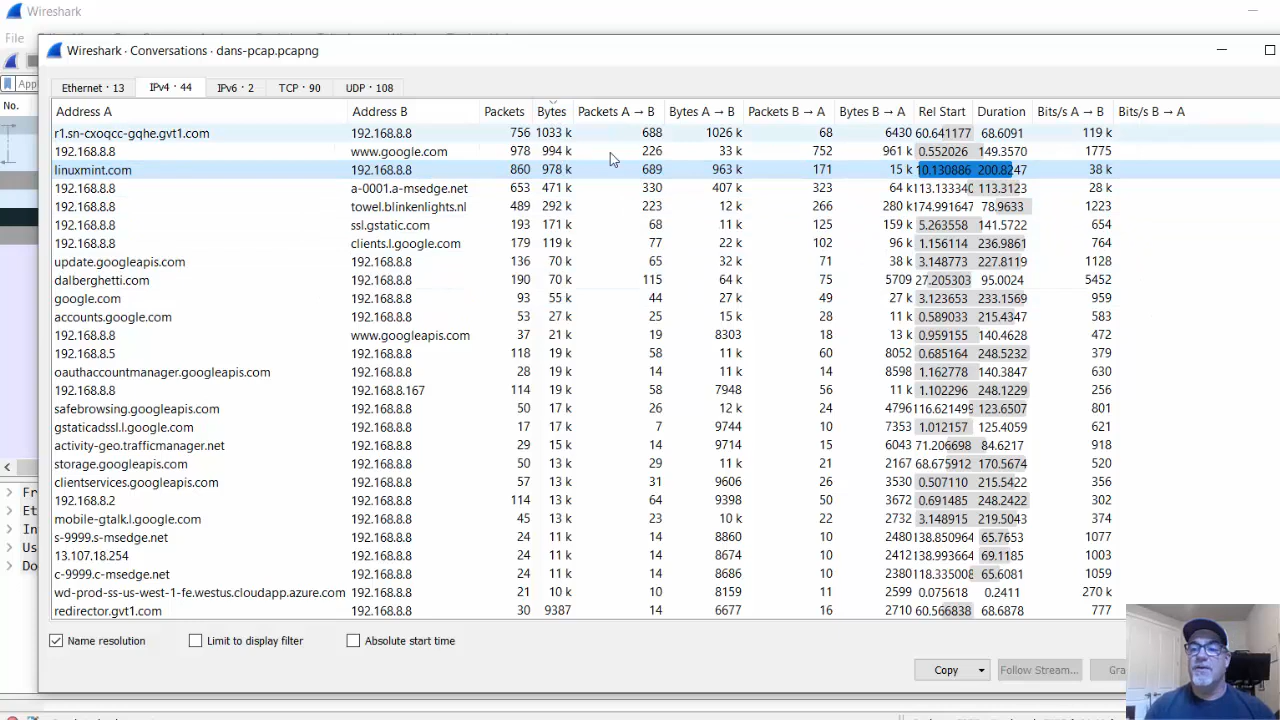 Wireshark
File
Wireshark · Conversations · dans-pcap.pcapng
App
Ethernet · 13 IPv4 · 44 IPv6 · 2 TCP · 90 UDP · 108
No.
Address A Address B Packets Bytes Packets A → B Bytes A → B Packets B → A Bytes B → A Rel Start Duration Bits/s A → B Bits/s B → A
r1.sn-cxoqcc-gqhe.gvt1.com 192.168.8.8 756 1033 k 688 1026 k 68 6430 60.641177 68.6091 119 k
192.168.8.8 www.google.com 978 994 k 226 33 k 752 961 k 0.552026 149.3570 1775
linuxmint.com 192.168.8.8 860 978 k 689 963 k 171 15 k 10.130886 200.8247 38 k
192.168.8.8 a-0001.a-msedge.net 653 471 k 330 407 k 323 64 k 113.133340 113.3123 28 k
192.168.8.8 towel.blinkenlights.nl 489 292 k 223 12 k 266 280 k 174.991647 78.9633 1223
192.168.8.8 ssl.gstatic.com 193 171 k 68 11 k 125 159 k 5.263558 141.5722 654
192.168.8.8 clients.l.google.com 179 119 k 77 22 k 102 96 k 1.156114 236.9861 764
update.googleapis.com 192.168.8.8 136 70 k 65 32 k 71 38 k 3.148773 227.8119 1128
dalberghetti.com 192.168.8.8 190 70 k 115 64 k 75 5709 27.205303 95.0024 5452
google.com 192.168.8.8 93 55 k 44 27 k 49 27 k 3.123653 233.1569 959
accounts.google.com 192.168.8.8 53 27 k 25 15 k 28 11 k 0.589033 215.4347 583
192.168.8.8 www.googleapis.com 37 21 k 19 8303 18 13 k 0.959155 140.4628 472
192.168.8.5 192.168.8.8 118 19 k 58 11 k 60 8052 0.685164 248.5232 379
oauthaccountmanager.googleapis.com 192.168.8.8 28 19 k 14 11 k 14 8598 1.162778 140.3847 630
192.168.8.8 192.168.8.167 114 19 k 58 7948 56 11 k 1.102296 248.1229 256
safebrowsing.googleapis.com 192.168.8.8 50 17 k 26 12 k 24 4796 116.621499 123.6507 801
gstaticadssl.l.google.com 192.168.8.8 17 17 k 7 9744 10 7353 1.012157 125.4059 621
activity-geo.trafficmanager.net 192.168.8.8 29 15 k 14 9714 15 6043 71.206698 84.6217 918
storage.googleapis.com 192.168.8.8 50 13 k 29 11 k 21 2167 68.675912 170.5674 520
clientservices.googleapis.com 192.168.8.8 57 13 k 31 9606 26 3530 0.507110 215.5422 356
192.168.8.2 192.168.8.8 114 13 k 64 9398 50 3672 0.691485 248.2422 302
mobile-gtalk.l.google.com 192.168.8.8 45 13 k 23 10 k 22 2732 3.148915 219.5043 374
s-9999.s-msedge.net 192.168.8.8 24 11 k 14 8860 10 2480 138.850964 65.7653 1077
13.107.18.254 192.168.8.8 24 11 k 14 8674 10 2412 138.993664 69.1185 1003
c-9999.c-msedge.net 192.168.8.8 24 11 k 14 8686 10 2380 118.335008 65.6081 1059
wd-prod-ss-us-west-1-fe.westus.cloudapp.azure.com 192.168.8.8 21 10 k 10 8159 11 2599 0.075618 0.2411 270 k
redirector.gvt1.com 192.168.8.8 30 9387 14 6677 16 2710 60.566838 68.6878 777
Fr
Et
In
Us
Do
Name resolution Limit to display filter Absolute start time
Copy Follow Stream... Gra